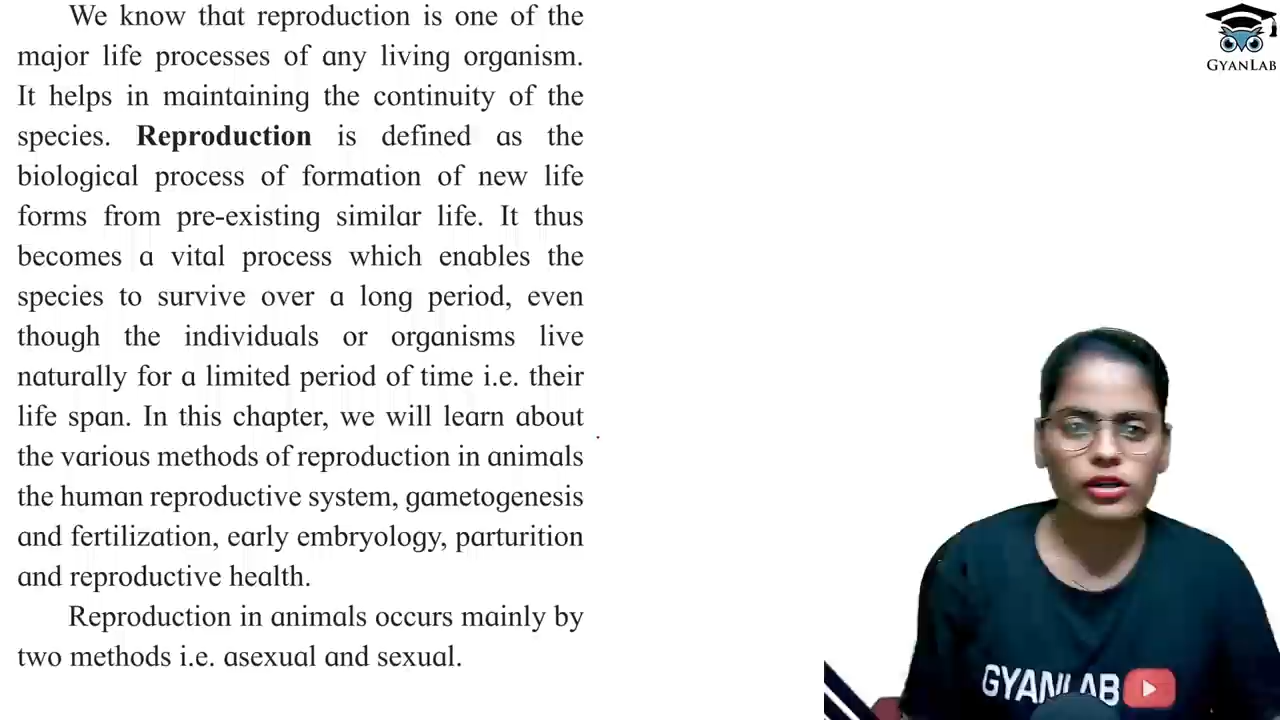 We know that reproduction is one of the
major life processes of any living organism.
It helps in maintaining the continuity of the
species. Reproduction is defined as the
biological process of formation of new life
forms from pre-existing similar life. It thus
becomes a vital process which enables the
species to survive over a long period, even
though the individuals or organisms live
naturally for a limited period of time i.e. their
life span. In this chapter, we will learn about
the various methods of reproduction in animals
the human reproductive system, gametogenesis
and fertilization, early embryology, parturition
and reproductive health.
Reproduction in animals occurs mainly by
two methods i.e. asexual and sexual.
GYANLAB
GYANLAB